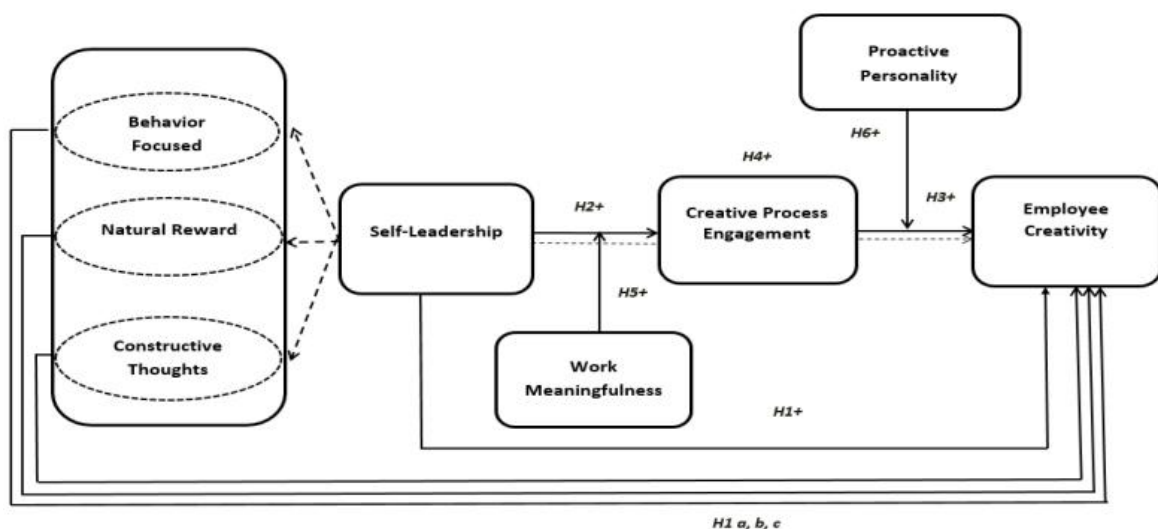 Behavior
Focused
Natural Reward
Constructive
Thoughts
Self-Leadership
H2+
H5+
Work
Meaningfulness
H4+
Creative Process
Engagement
Proactive
Personality
H6+
H3+
Employee
Creativity
H1+
H1 a, b, c